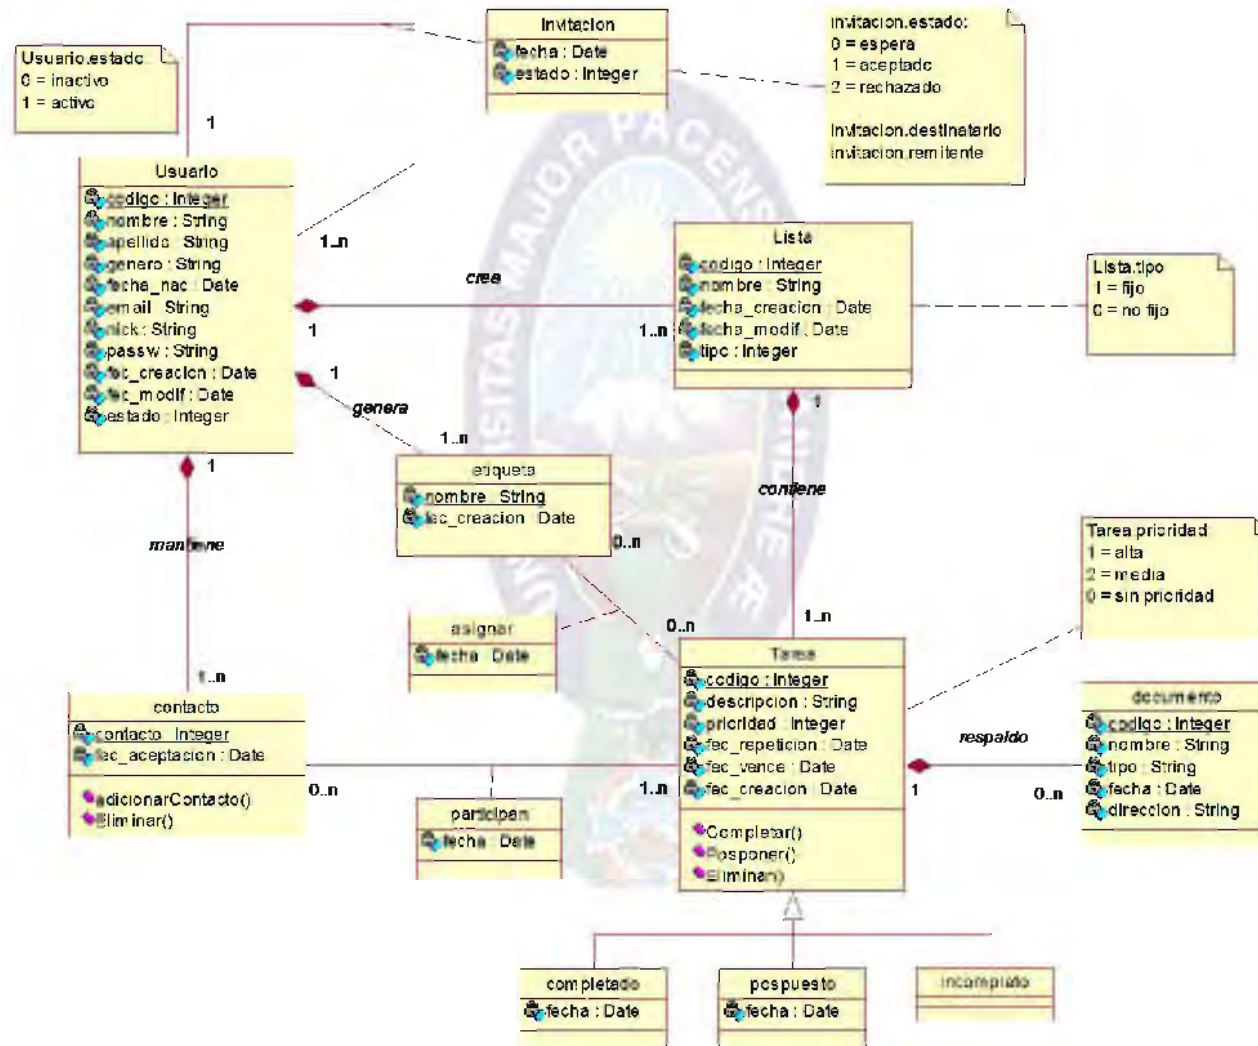 Invitacion
fecha : Date
estado : Integer
invitacion.estado:
0 = espera
1 = aceptado
2 = rechazado
invitacion.destinatario
invitacion.remitente
Usuario.estado
0 = inactivo
1 = activo
1
Usuario
codigo : Integer
nombre : String
apellido : String
genero : String
fecha_nac : Date
email : String
nick : String
passw : String
fec_creacion : Date
fec_modif : Date
estado : Integer
1..n
crea
1
1..n
Lista
codigo : Integer
nombre : String
fecha_creacion : Date
fecha_modif : Date
tipo : Integer
Lista.tipo
1 = fijo
0 = no fijo
1
genera
1..n
etiqueta
nombre : String
fec_creacion : Date
0..n
1
contiene
1..n
1
mantiene
1..n
asignar
fecha : Date
0..n
Tarea prioridad
1 = alta
2 = media
0 = sin prioridad
contacto
contacto : Integer
fec_aceptacion : Date
adicionarContacto()
Eliminar()
0..n
1..n
participan
fecha : Date
Tarea
codigo : Integer
descripcion : String
prioridad : Integer
fec_repeticion : Date
fec_vence : Date
fec_creacion : Date
Completar()
Posponer()
Eliminar()
respaldo
1
0..n
documento
codigo : Integer
nombre : String
tipo : String
fecha : Date
direccion : String
completado
fecha : Date
pospuesto
fecha : Date
incompleto
MAJOR PACENS